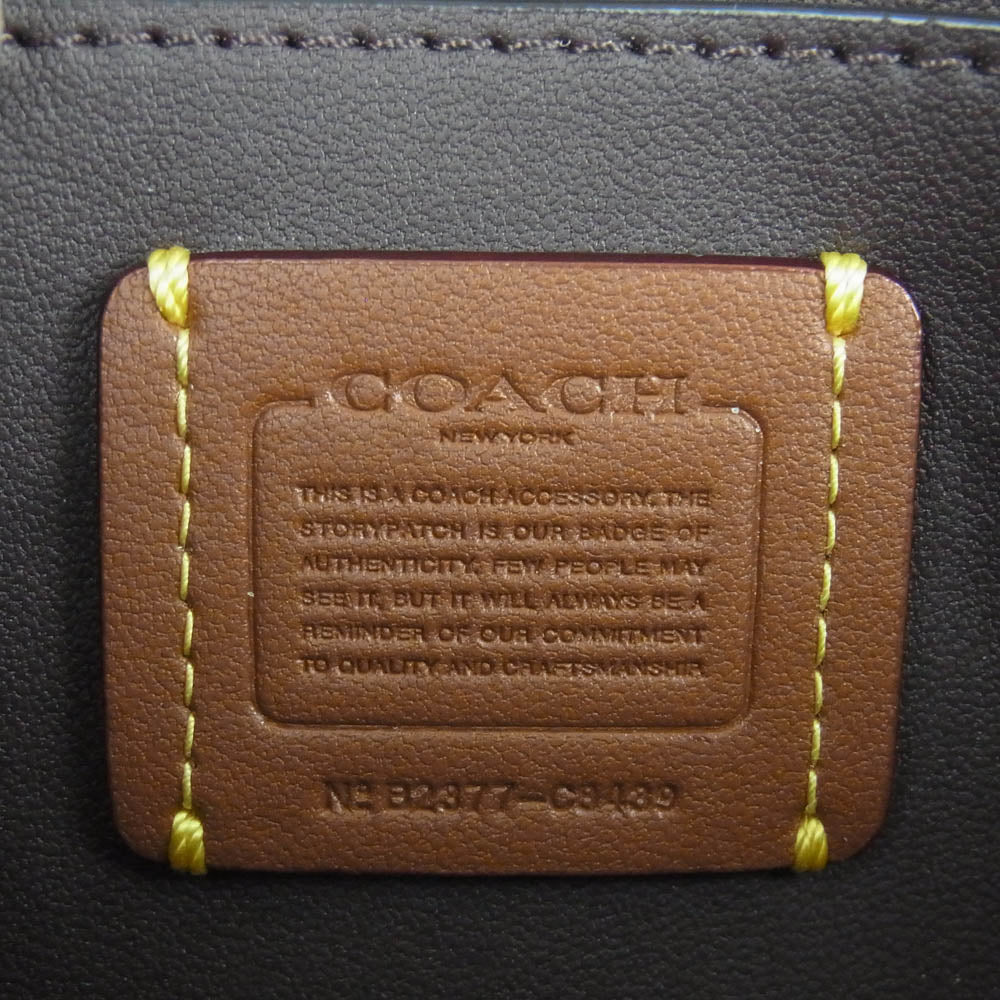 COACH
NEW YORK
THIS IS A COACH ACCESSORY. THE
STORYPATCH IS OUR BADGE OF
AUTHENTICITY. FEW PEOPLE MAY
SEE IT, BUT IT WILL ALWAYS BE A
REMINDER OF OUR COMMITMENT
TO QUALITY AND CRAFTSMANSHIP.
Nº B2377-C9489